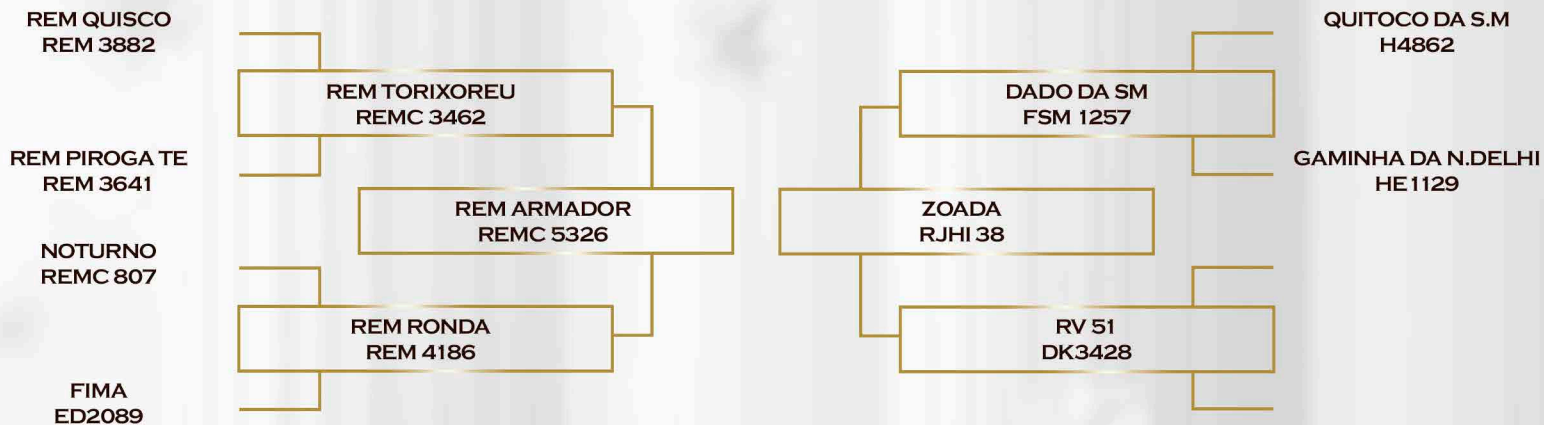 REM QUISCO
REM 3882
REM TORIXOREU
REMC 3462
REM PIROGA TE
REM 3641
REM ARMADOR
REMC 5326
NOTURNO
REMC 807
REM RONDA
REM 4186
FIMA
ED2089
QUITOCO DA S.M
H4862
DADO DA SM
FSM 1257
GAMINHA DA N.DELHI
HE1129
ZOADA
RJHI 38
RV 51
DK3428